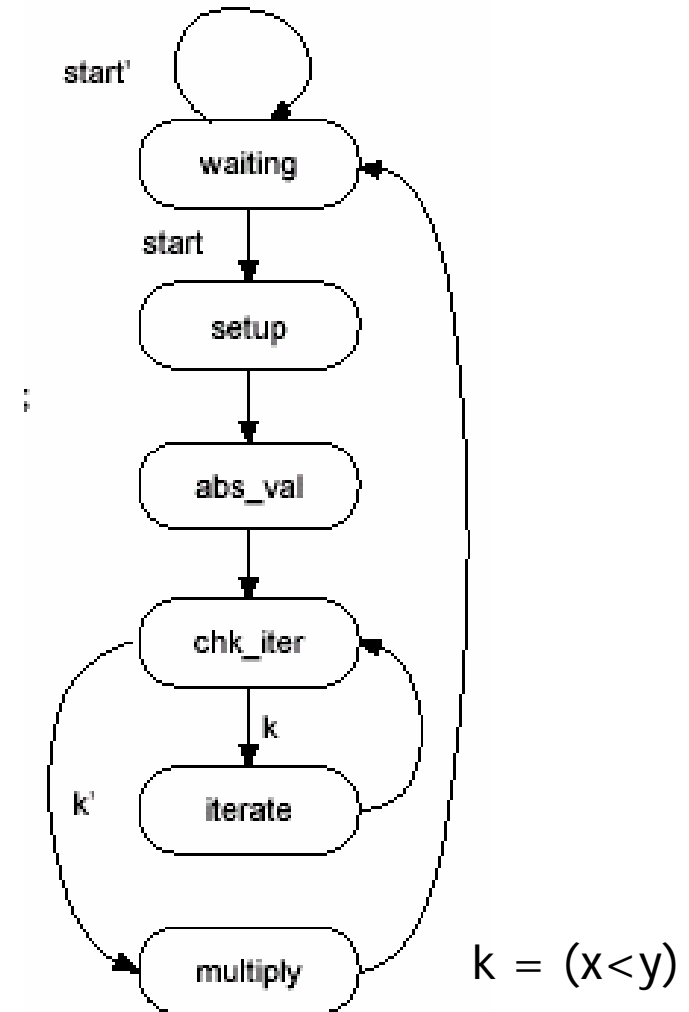 start'
waiting
start
setup
;
abs_val
chk_iter
k
k'
iterate
multiply
k = (x<y)